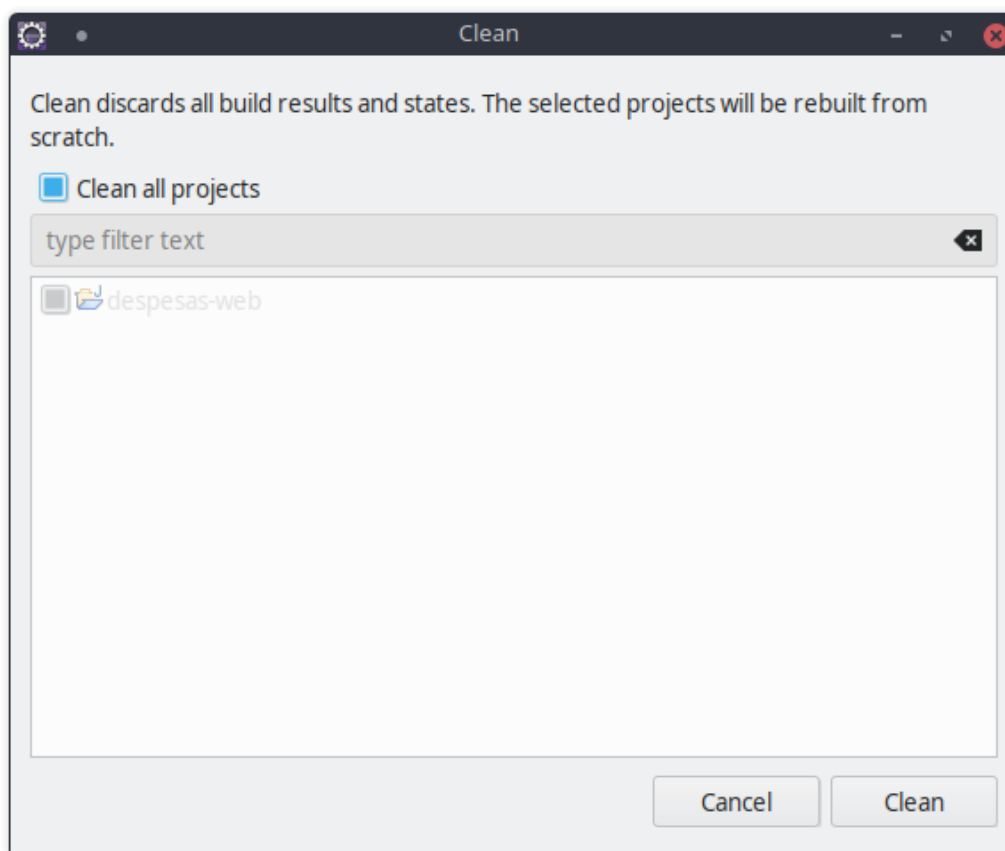 Clean
Clean discards all build results and states. The selected projects will be rebuilt from
scratch.
Clean all projects
type filter text
despesas-web
Cancel
Clean